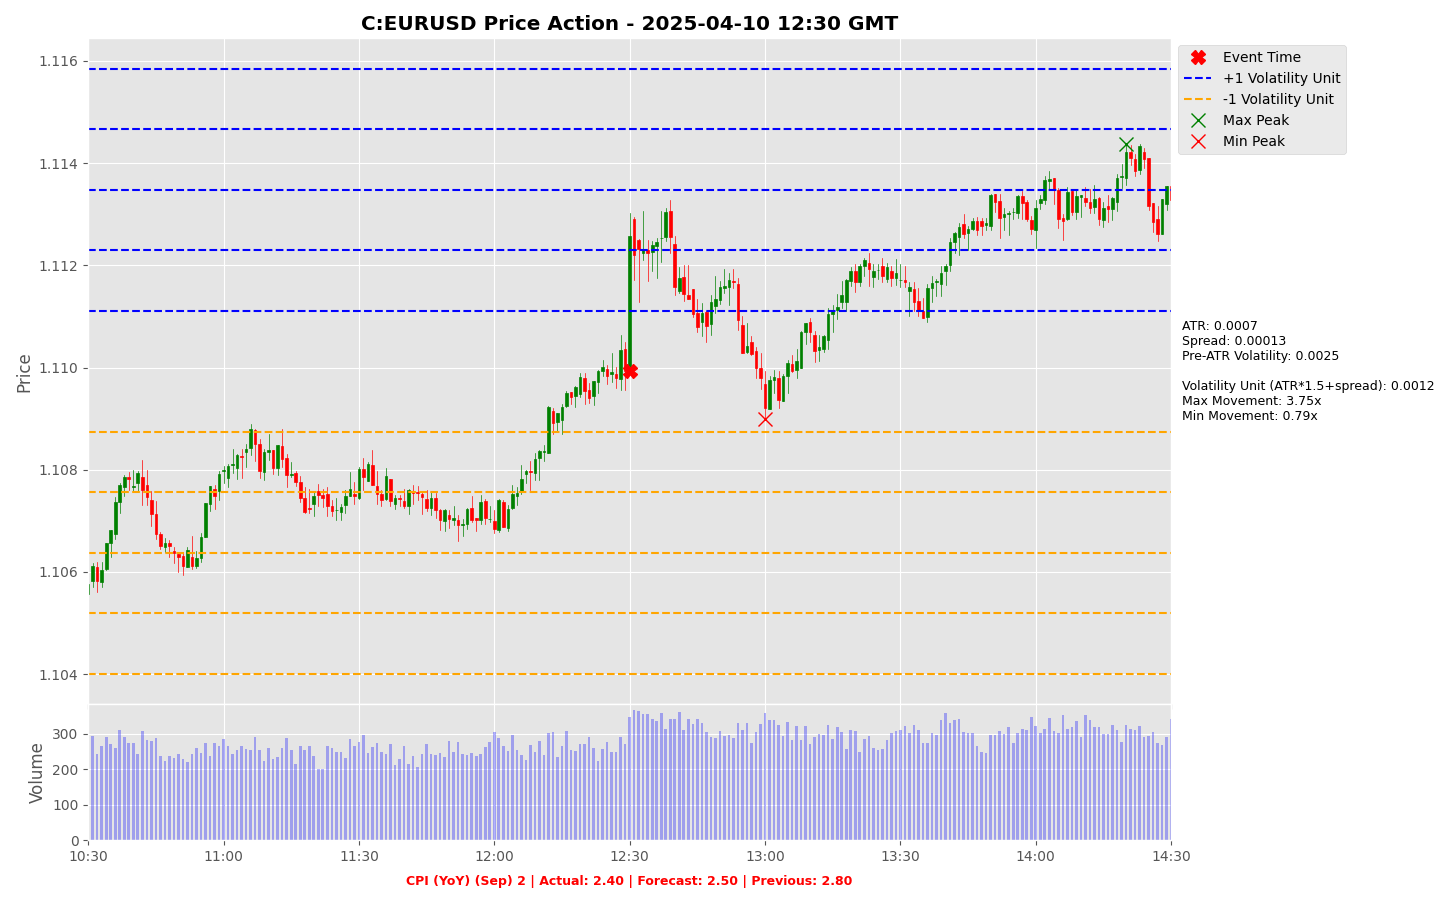 C:EURUSD Price Action - 2025-04-10 12:30 GMT
Event Time
+1 Volatility Unit
-1 Volatility Unit
Max Peak
Min Peak
Price
1.116
1.114
1.112
1.110
1.108
1.106
1.104
ATR: 0.0007
Spread: 0.00013
Pre-ATR Volatility: 0.0025
Volatility Unit (ATR*1.5+spread): 0.0012
Max Movement: 3.75x
Min Movement: 0.79x
Volume
300
200
100
0
10:30 11:00 11:30 12:00 12:30 13:00 13:30 14:00 14:30
CPI (YoY) (Sep) 2 | Actual: 2.40 | Forecast: 2.50 | Previous: 2.80